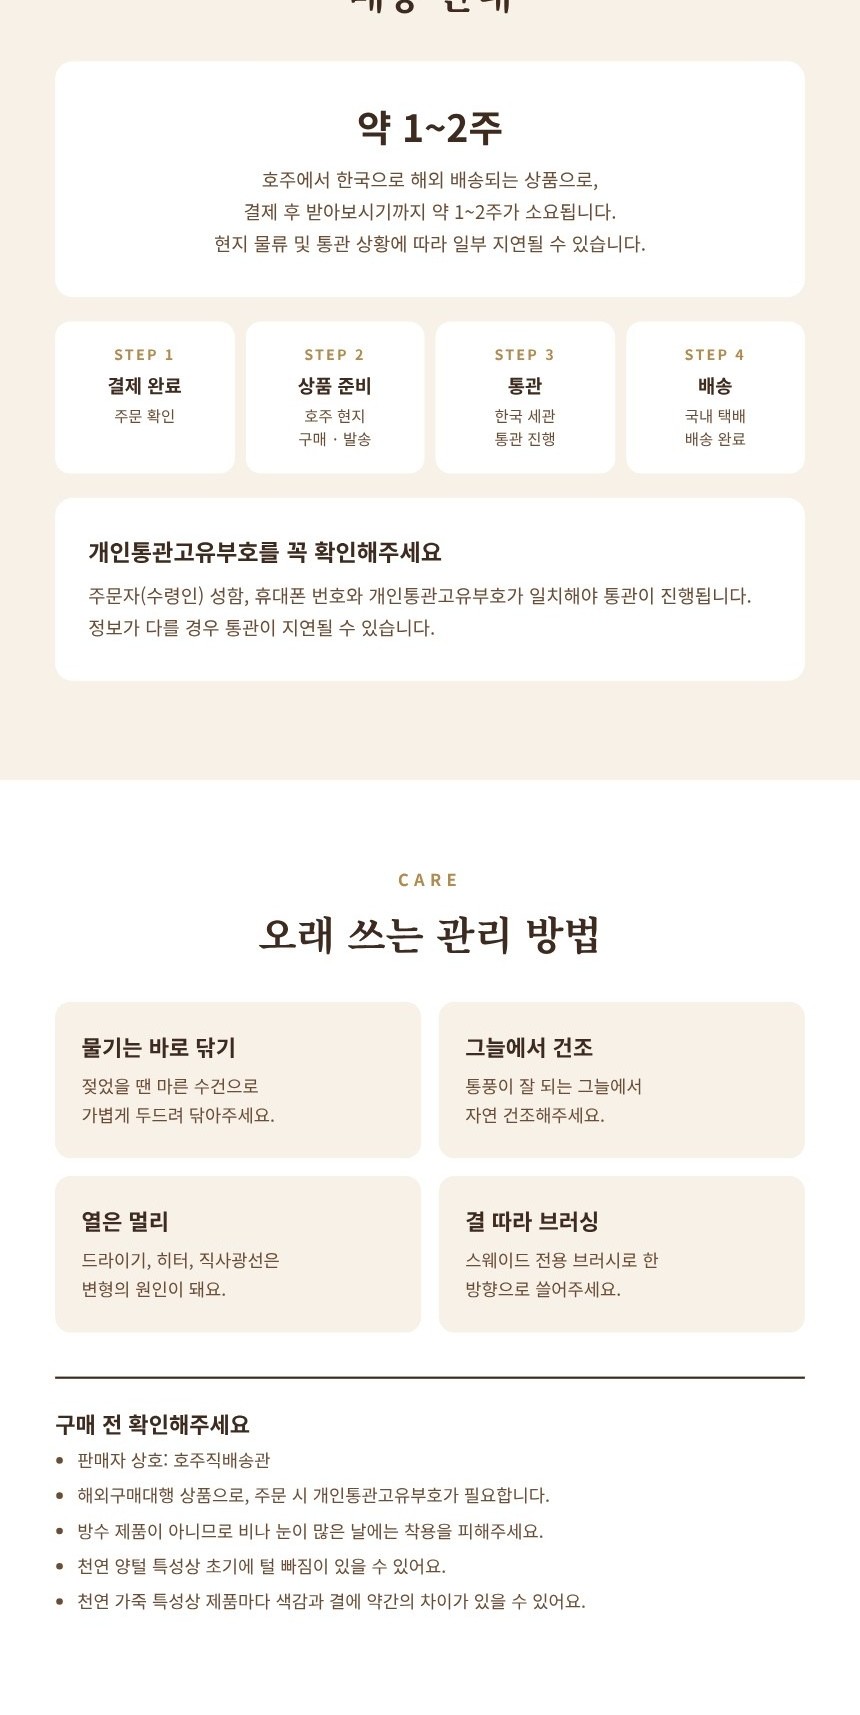 약 1~2주
호주에서 한국으로 해외 배송되는 상품으로,
결제 후 받아보시기까지 약 1~2주가 소요됩니다.
현지 물류 및 통관 상황에 따라 일부 지연될 수 있습니다.
STEP 1
결제 완료
주문 확인
STEP 2
상품 준비
호주 현지
구매 · 발송
STEP 3
통관
한국 세관
통관 진행
STEP 4
배송
국내 택배
배송 완료
개인통관고유부호를 꼭 확인해주세요
주문자(수령인) 성함, 휴대폰 번호와 개인통관고유부호가 일치해야 통관이 진행됩니다.
정보가 다를 경우 통관이 지연될 수 있습니다.
CARE
오래 쓰는 관리 방법
물기는 바로 닦기
젖었을 땐 마른 수건으로
가볍게 두드려 닦아주세요.
그늘에서 건조
통풍이 잘 되는 그늘에서
자연 건조해주세요.
열은 멀리
드라이기, 히터, 직사광선은
변형의 원인이 돼요.
결 따라 브러싱
스웨이드 전용 브러시로 한
방향으로 쓸어주세요.
구매 전 확인해주세요
• 판매자 상호: 호주직배송관
• 해외구매대행 상품으로, 주문 시 개인통관고유부호가 필요합니다.
• 방수 제품이 아니므로 비나 눈이 많은 날에는 착용을 피해주세요.
• 천연 양털 특성상 초기에 털 빠짐이 있을 수 있어요.
• 천연 가죽 특성상 제품마다 색감과 결에 약간의 차이가 있을 수 있어요.